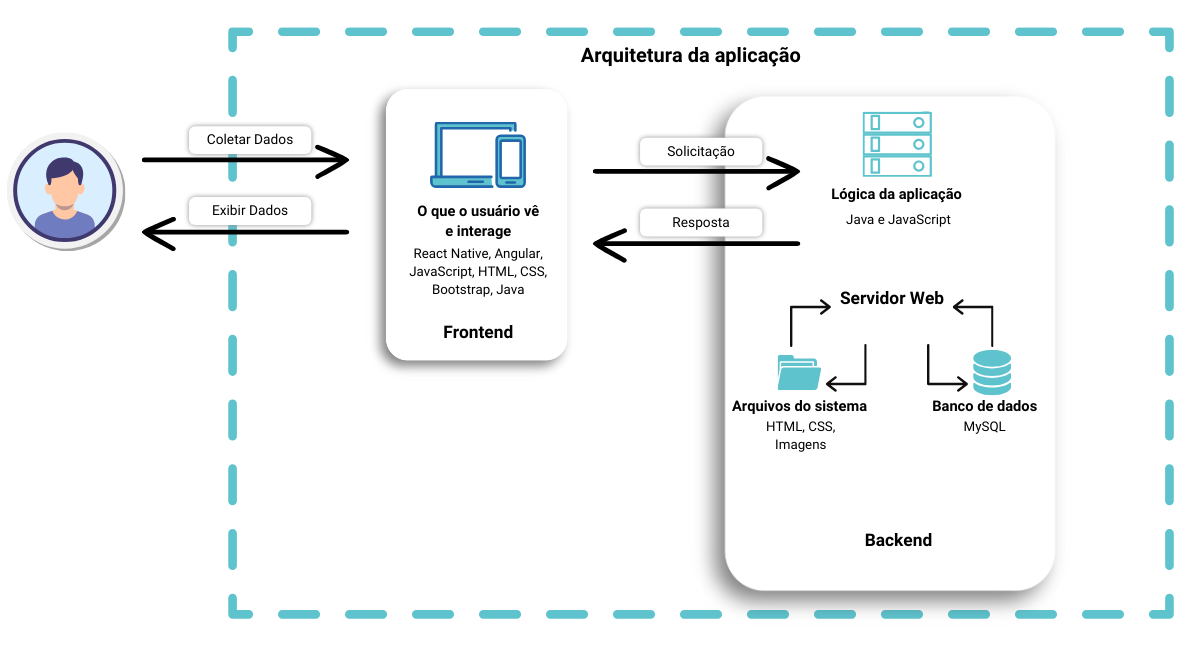 Arquitetura da aplicação
Coletar Dados
Exibir Dados
O que o usuário vê
e interage
React Native, Angular,
JavaScript, HTML, CSS,
Bootstrap, Java
Frontend
Solicitação
Resposta
Lógica da aplicação
Java e JavaScript
Servidor Web
Arquivos do sistema
HTML, CSS,
Imagens
Banco de dados
MySQL
Backend